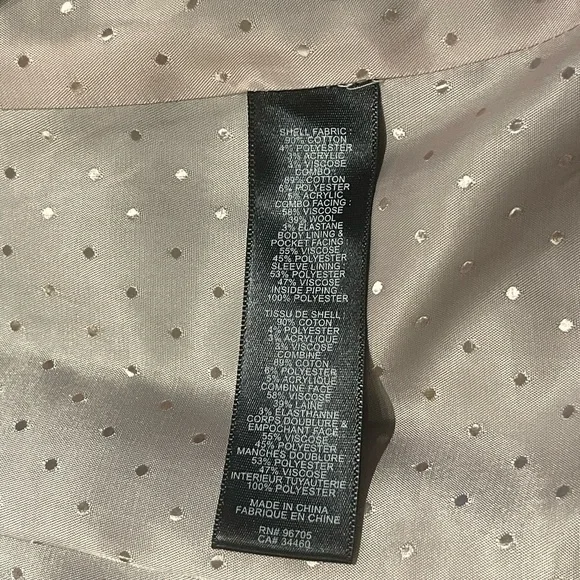 SHELL FABRIC :
90% COTTON
4% POLYESTER
3% ACRYLIC
3% VISCOSE
COMBO :
89% COTTON
6% POLYESTER
5% ACRYLIC
COMBO FACING :
58% VISCOSE
39% WOOL
3% ELASTANE
BODY LINING &
POCKET FACING :
55% VISCOSE
45% POLYESTER
SLEEVE LINING :
53% POLYESTER
47% VISCOSE
INSIDE PIPING :
100% POLYESTER
TISSU DE SHELL :
90% COTON
4% POLYESTER
3% ACRYLIQUE
3% VISCOSE
COMBINE :
89% COTON
6% POLYESTER
5% ACRYLIQUE
COMBINE FACE :
58% VISCOSE
39% LAINE
3% ELASTHANNE
CORPS DOUBLURE &
EMPOCHANT FACE :
55% VISCOSE
45% POLYESTER
MANCHES DOUBLURE :
53% POLYESTER
47% VISCOSE
INTERIEUR TUYAUTERIE :
100% POLYESTER
MADE IN CHINA
FABRIQUE EN CHINE
RN# 96705
CA# 34460